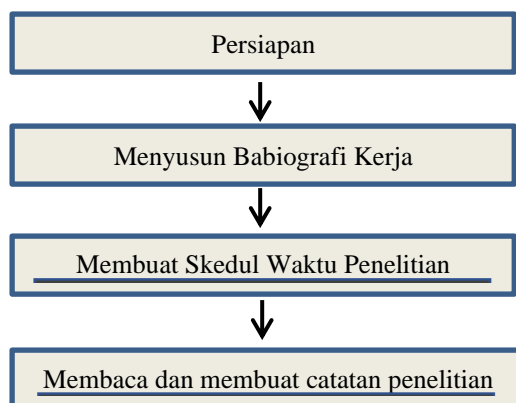 Persiapan
Menyusun Babiografi Kerja
Membuat Skedul Waktu Penelitian
Membaca dan membuat catatan penelitian